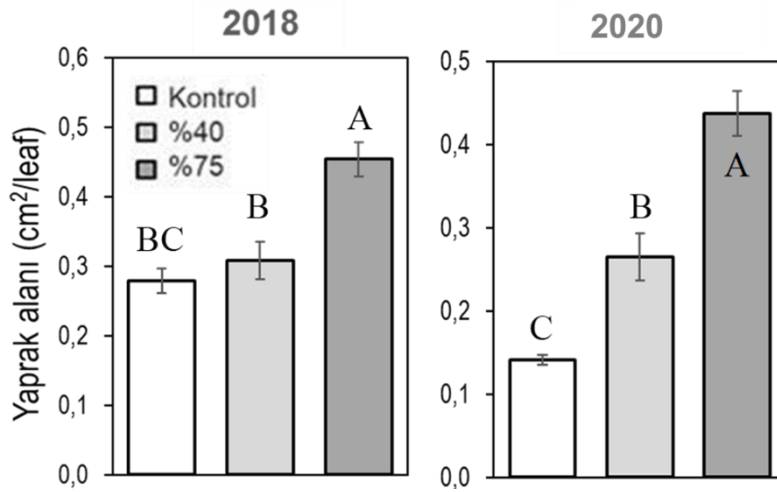 2018
Yaprak alanı (cm²/leaf)
0,6
0,5
0,4
0,3
0,2
0,1
0,0
Kontrol
%40
%75
BC
B
A
2020
0,5
0,4
0,3
0,2
0,1
0,0
C
B
A